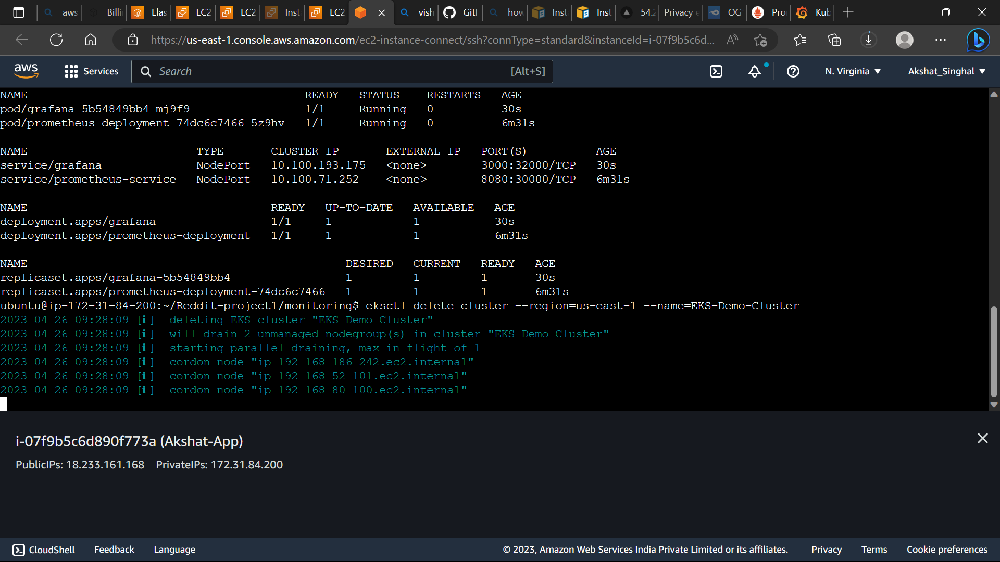 aws
Billi
Elas
EC2
EC2
Inst
EC2
vish
GitH
how
Inst
Inst
54.2
Privacy e
OG
Pro
Kub
https://us-east-1.console.aws.amazon.com/ec2-instance-connect/ssh?connType=standard&instanceId=i-07f9b5c6d...
aws Services Search [Alt+S] N. Virginia Akshat_Singhal
NAME READY STATUS RESTARTS AGE
pod/grafana-5b54849bb4-mj9f9 1/1 Running 0 30s
pod/prometheus-deployment-74dc6c7466-5z9hv 1/1 Running 0 6m31s
NAME TYPE CLUSTER-IP EXTERNAL-IP PORT(S) AGE
service/grafana NodePort 10.100.193.175 <none> 3000:32000/TCP 30s
service/prometheus-service NodePort 10.100.71.252 <none> 8080:30000/TCP 6m31s
NAME READY UP-TO-DATE AVAILABLE AGE
deployment.apps/grafana 1/1 1 1 30s
deployment.apps/prometheus-deployment 1/1 1 1 6m31s
NAME DESIRED CURRENT READY AGE
replicaset.apps/grafana-5b54849bb4 1 1 1 30s
replicaset.apps/prometheus-deployment-74dc6c7466 1 1 1 6m31s
ubuntu@ip-172-31-84-200:~/Reddit-project1/monitoring$ eksctl delete cluster --region=us-east-1 --name=EKS-Demo-Cluster
2023-04-26 09:28:09 [ℹ] deleting EKS cluster "EKS-Demo-Cluster"
2023-04-26 09:28:09 [ℹ] will drain 2 unmanaged nodegroup(s) in cluster "EKS-Demo-Cluster"
2023-04-26 09:28:09 [ℹ] starting parallel draining, max in-flight of 1
2023-04-26 09:28:09 [ℹ] cordon node "ip-192-168-186-242.ec2.internal"
2023-04-26 09:28:09 [ℹ] cordon node "ip-192-168-52-101.ec2.internal"
2023-04-26 09:28:09 [ℹ] cordon node "ip-192-168-80-100.ec2.internal"
i-07f9b5c6d890f773a (Akshat-App)
PublicIPs: 18.233.161.168 PrivateIPs: 172.31.84.200
CloudShell Feedback Language © 2023, Amazon Web Services India Private Limited or its affiliates. Privacy Terms Cookie preferences